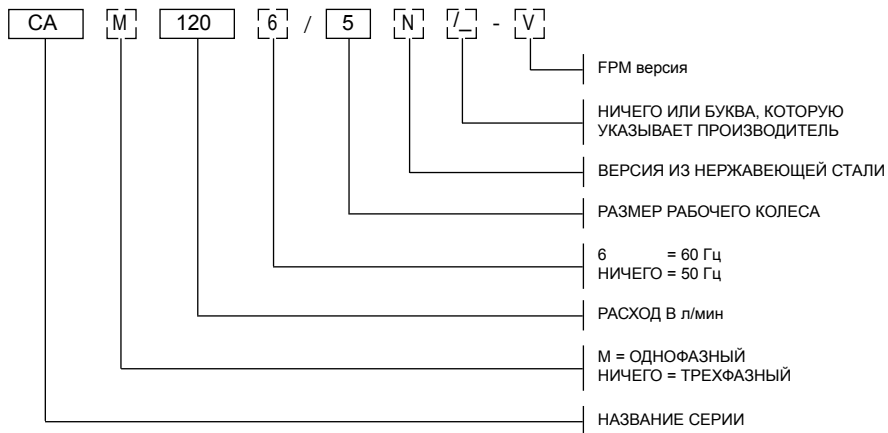 CA M 120 6 / 5 N /_ - V
FPM версия
НИЧЕГО ИЛИ БУКВА, КОТОРУЮ
УКАЗЫВАЕТ ПРОИЗВОДИТЕЛЬ
ВЕРСИЯ ИЗ НЕРЖАВЕЮЩЕЙ СТАЛИ
РАЗМЕР РАБОЧЕГО КОЛЕСА
6 = 60 Гц
НИЧЕГО = 50 Гц
РАСХОД В л/мин
М = ОДНОФАЗНЫЙ
НИЧЕГО = ТРЕХФАЗНЫЙ
НАЗВАНИЕ СЕРИИ